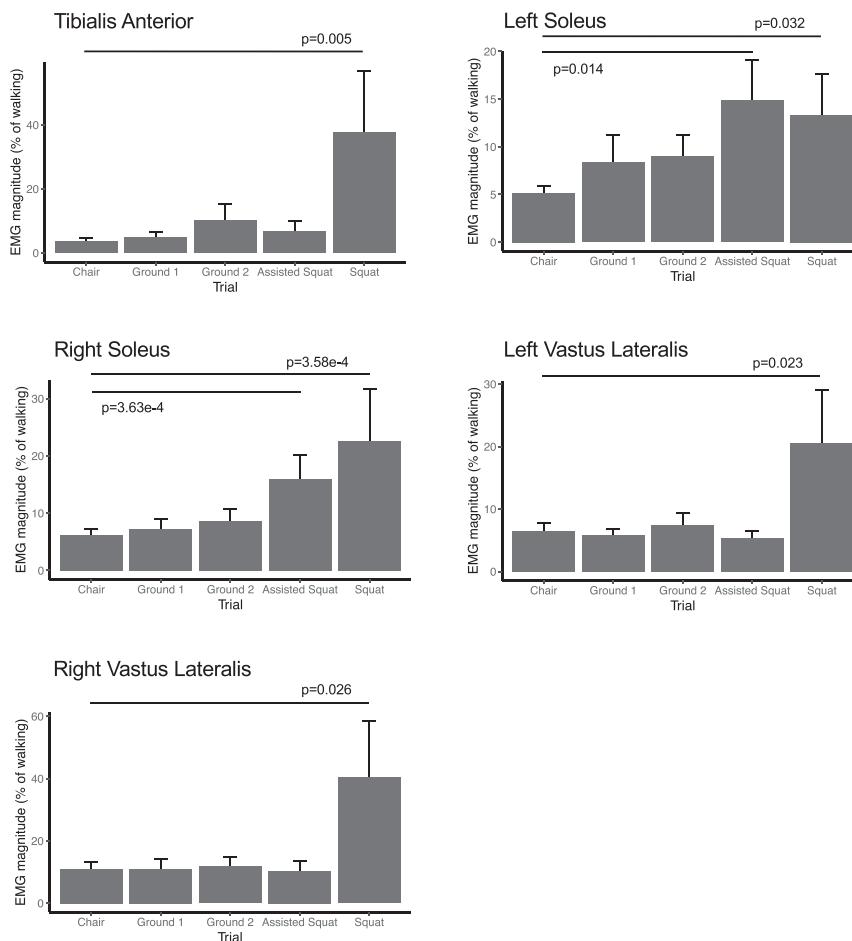 Tibialis Anterior
p=0.005
EMG magnitude (% of walking)
40
20
0
Chair Ground 1 Ground 2 Assisted Squat Squat
Trial
Left Soleus
p=0.032
p=0.014
EMG magnitude (% of walking)
20
15
10
5
0
Chair Ground 1 Ground 2 Assisted Squat Squat
Trial
Right Soleus
p=3.58e-4
p=3.63e-4
EMG magnitude (% of walking)
30
20
10
0
Chair Ground 1 Ground 2 Assisted Squat Squat
Trial
Left Vastus Lateralis
p=0.023
EMG magnitude (% of walking)
30
20
10
0
Chair Ground 1 Ground 2 Assisted Squat Squat
Trial
Right Vastus Lateralis
p=0.026
EMG magnitude (% of walking)
60
40
20
0
Chair Ground 1 Ground 2 Assisted Squat Squat
Trial